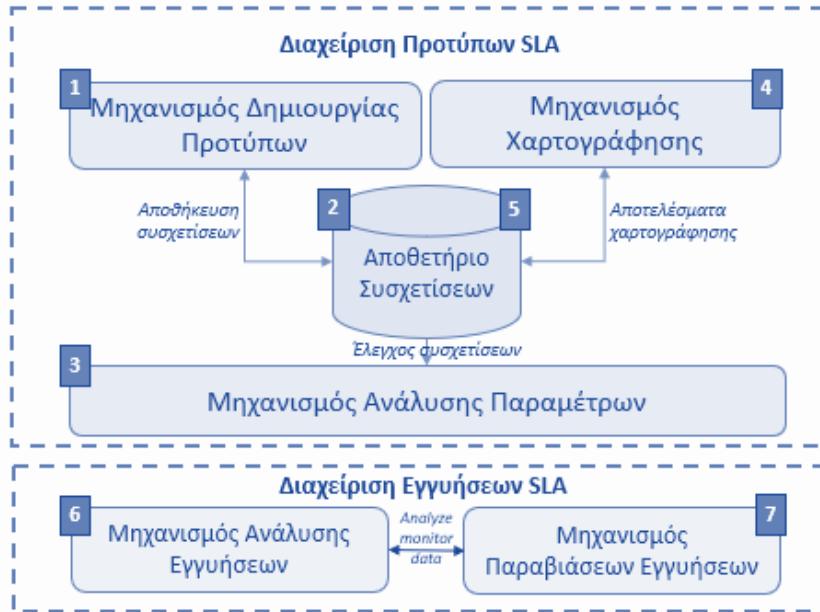 Διαχείριση Προτύπων SLA
1
Μηχανισμός Δημιουργίας
Προτύπων
4
Μηχανισμός
Χαρτογράφησης
Αποθήκευση
συσχετίσεων
2
5
Αποθετήριο
Συσχετίσεων
Αποτελέσματα
χαρτογράφησης
Έλεγχος συσχετίσεων
3
Μηχανισμός Ανάλυσης Παραμέτρων
Διαχείριση Εγγυήσεων SLA
6
Μηχανισμός Ανάλυσης
Εγγυήσεων
Analyze
monitor
data
7
Μηχανισμός
Παραβιάσεων Εγγυήσεων